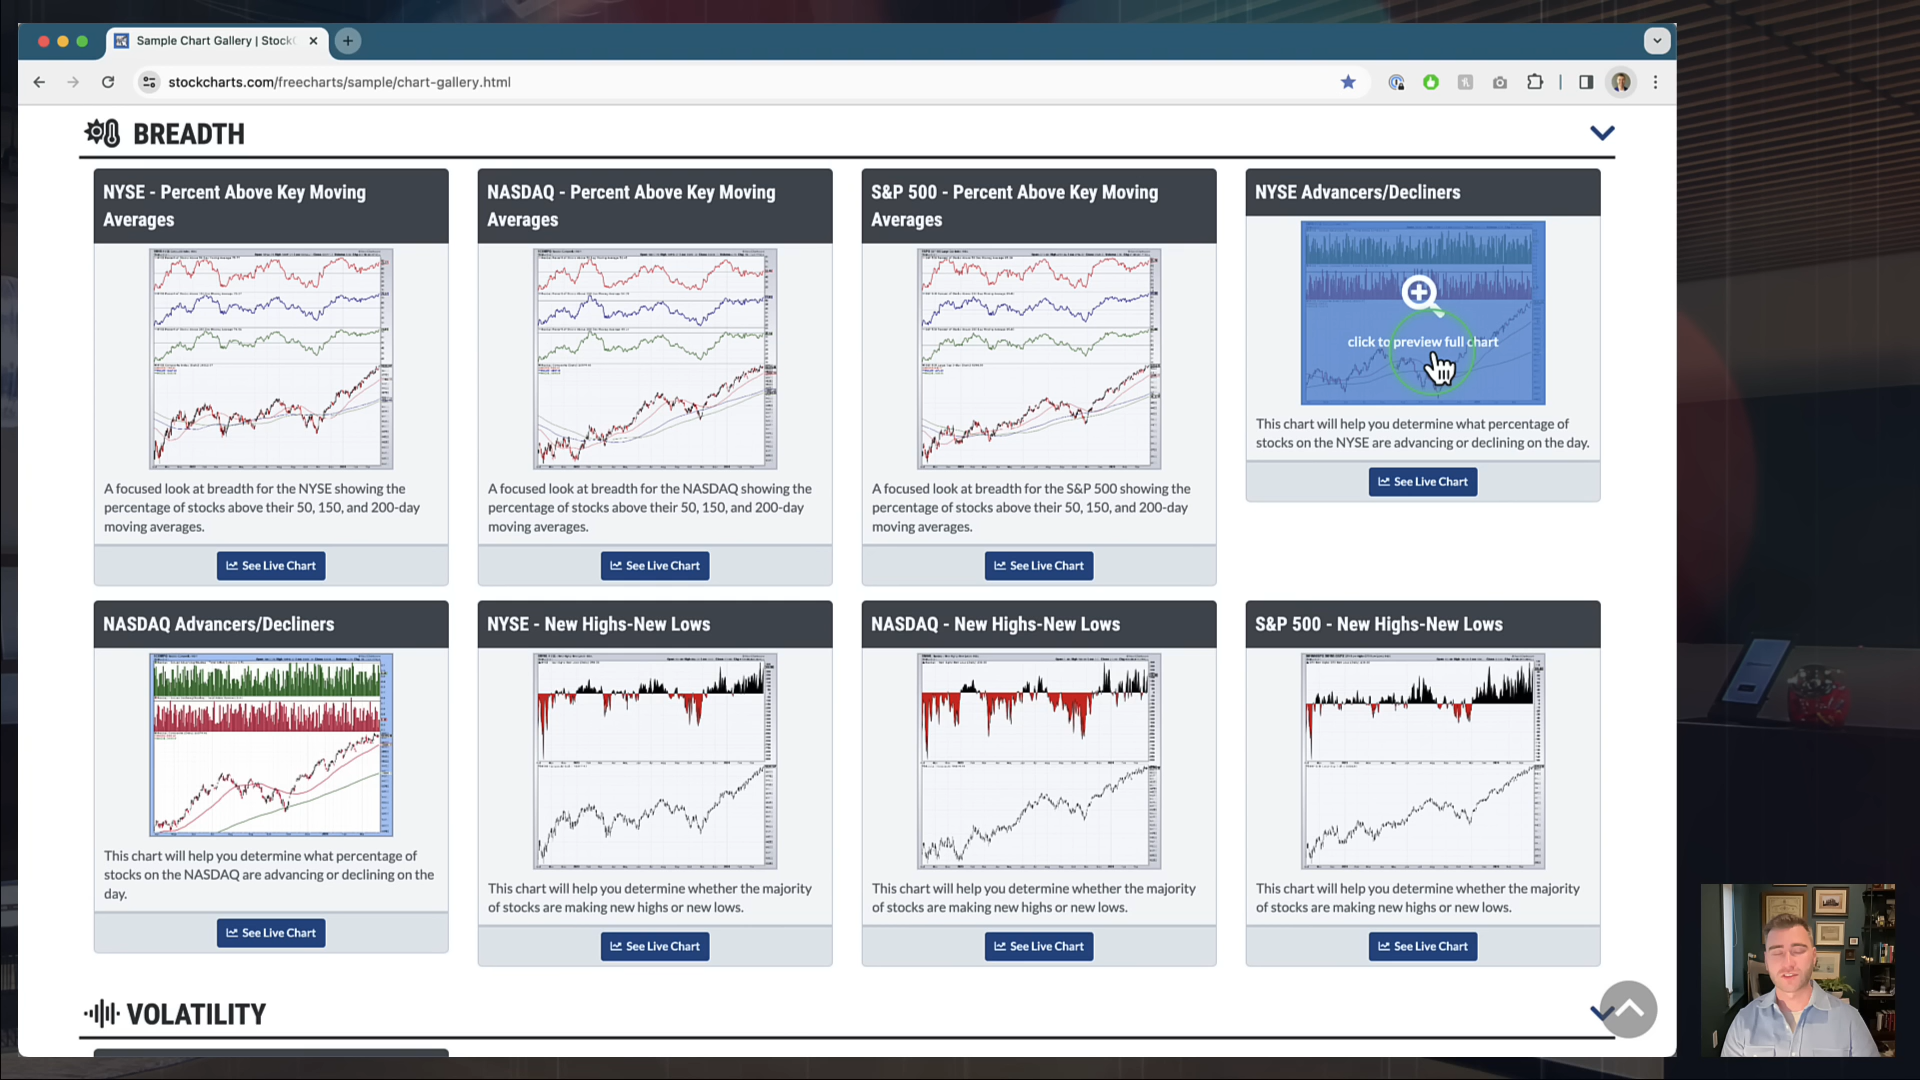 Sample Chart Gallery | Stock
stockcharts.com/freecharts/sample/chart-gallery.html
BREADTH
NYSE - Percent Above Key Moving
Averages
A focused look at breadth for the NYSE showing the
percentage of stocks above their 50, 150, and 200-day
moving averages.
See Live Chart
NASDAQ - Percent Above Key Moving
Averages
A focused look at breadth for the NASDAQ showing the
percentage of stocks above their 50, 150, and 200-day
moving averages.
See Live Chart
S&P 500 - Percent Above Key Moving
Averages
A focused look at breadth for the S&P 500 showing the
percentage of stocks above their 50, 150, and 200-day
moving averages.
See Live Chart
NYSE Advancers/Decliners
click to preview full chart
This chart will help you determine what percentage of
stocks on the NYSE are advancing or declining on the day.
See Live Chart
NASDAQ Advancers/Decliners
This chart will help you determine what percentage of
stocks on the NASDAQ are advancing or declining on the
day.
See Live Chart
NYSE - New Highs-New Lows
This chart will help you determine whether the majority
of stocks are making new highs or new lows.
See Live Chart
NASDAQ - New Highs-New Lows
This chart will help you determine whether the majority
of stocks are making new highs or new lows.
See Live Chart
S&P 500 - New Highs-New Lows
This chart will help you determine whether the majority
of stocks are making new highs or new lows.
See Live Chart
VOLATILITY